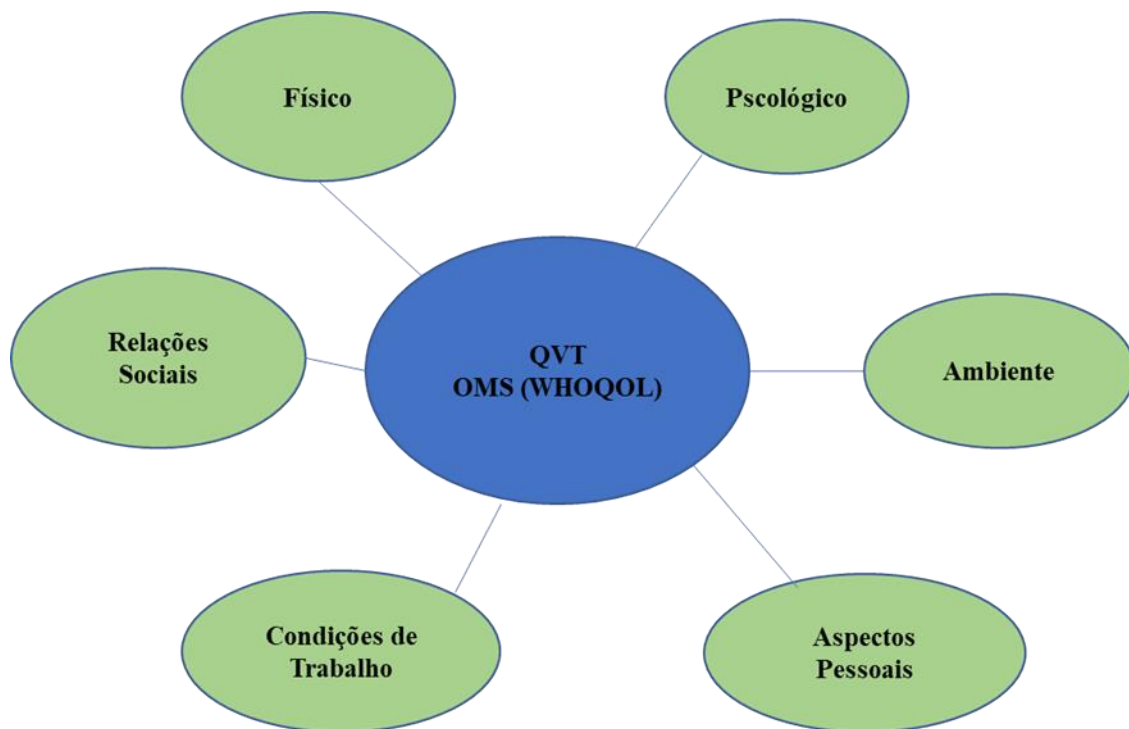 Físico
Pscológico
Relações
Sociais
QVT
OMS (WHOQOL)
Ambiente
Condições de
Trabalho
Aspectos
Pessoais